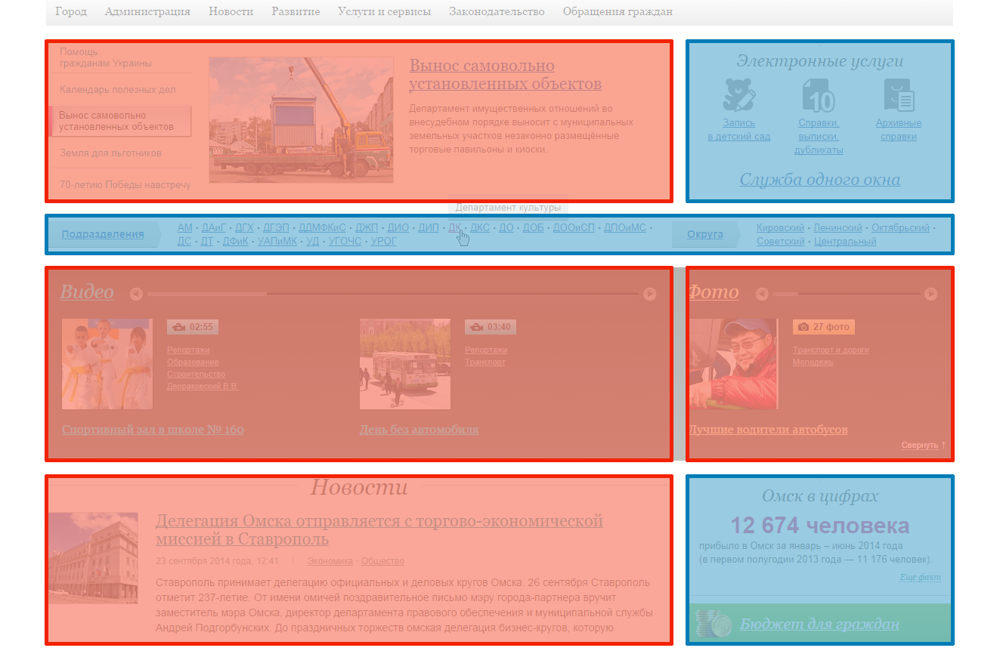 Город Администрация Новости Развитие Услуги и сервисы Законодательство Обращения граждан
Помощь
гражданам Украины
Календарь полезных дел
Вынос самовольно
установленных объектов
Земля для льготников
70-летию Победы навстречу
Вынос самовольно
установленных объектов
Департамент имущественных отношений во
внесудебном порядке выносит с муниципальных
земельных участков незаконно размещённые
торговые павильоны и киоски.
Электронные услуги
10
Запись
в детский сад
Справки,
выписки,
дубликаты
Архивные
справки
Служба одного окна
Департамент культуры
Подразделения
АМ · ДАиГ · ДГХ · ДГЭП · ДДМФКиС · ДЖП · ДИО · ДИП · ДК · ДКС · ДО · ДОБ · ДООиСП · ДПОиМС ·
ДС · ДТ · ДФиК · УАПиМК · УД · УГОЧС · УРОГ
Округа
Кировский · Ленинский · Октябрьский ·
Советский · Центральный
Видео
02:55
Репортажи
Образование
Строительство
Двораковский В.В.
Спортивный зал в школе № 160
03:40
Репортажи
Транспорт
День без автомобиля
Фото
27 фото
Транспорт и дороги
Молодежь
Лучшие водители автобусов
Свернуть ↑
Новости
Делегация Омска отправляется с торгово-экономической
миссией в Ставрополь
23 сентября 2014 года, 12:41 Экономика · Общество
Ставрополь принимает делегацию официальных и деловых кругов Омска. 26 сентября Ставрополь
отметит 237-летие. От имени омичей поздравительное письмо мэру города-партнера вручит
заместитель мэра Омска, директор департамента правового обеспечения и муниципальной службы
Андрей Подгорбунских. До праздничных торжеств омская делегация бизнес-кругов, которую
Омск в цифрах
12 674 человека
прибыло в Омск за январь – июнь 2014 года
(в первом полугодии 2013 года — 11 176 человек).
Еще факт
Бюджет для граждан